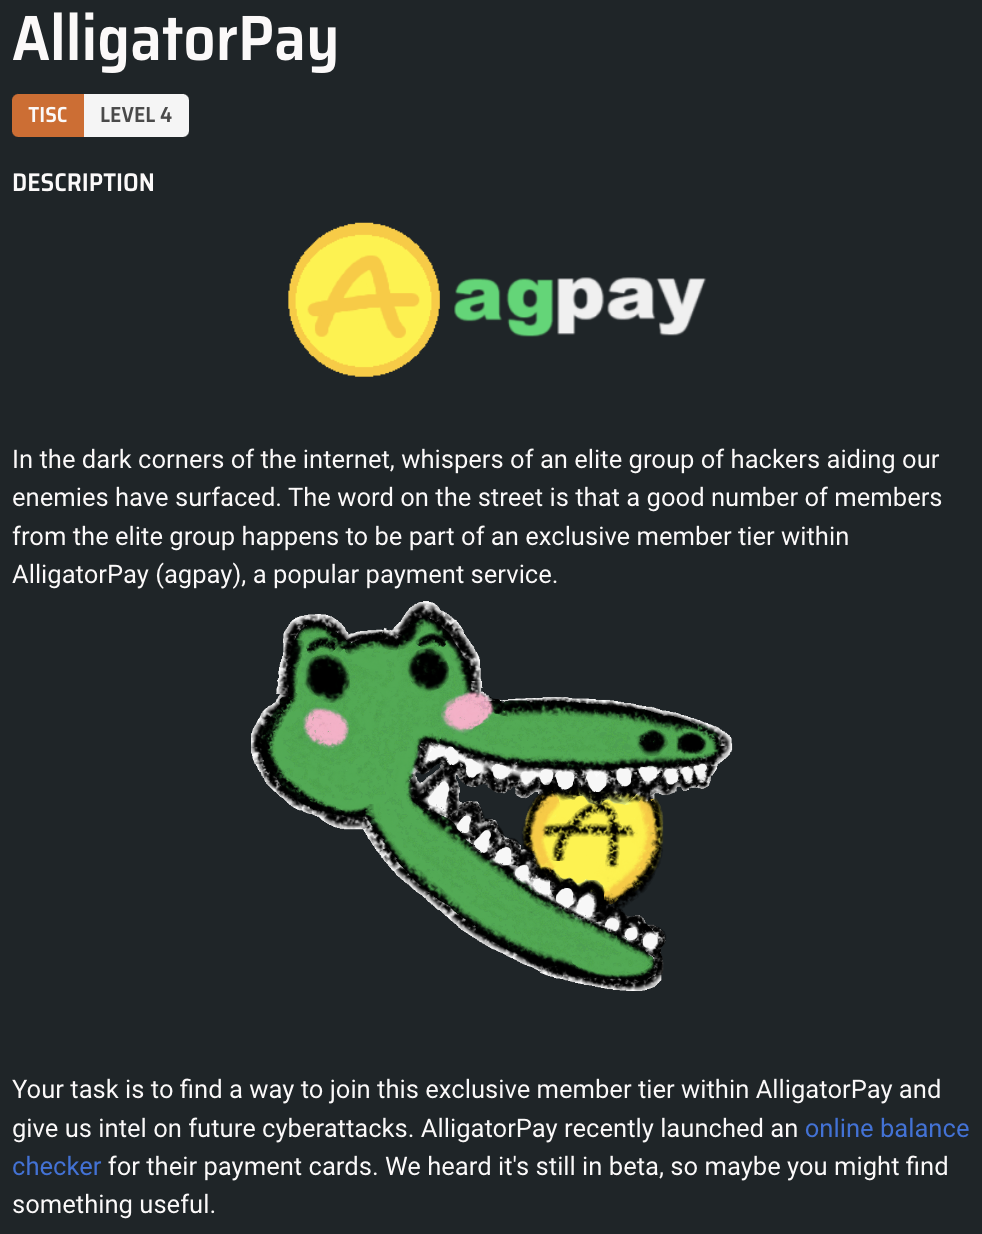 AlligatorPay
TISC LEVEL 4
DESCRIPTION
A agpay
In the dark corners of the internet, whispers of an elite group of hackers aiding our
enemies have surfaced. The word on the street is that a good number of members
from the elite group happens to be part of an exclusive member tier within
AlligatorPay (agpay), a popular payment service.
A
Your task is to find a way to join this exclusive member tier within AlligatorPay and
give us intel on future cyberattacks. AlligatorPay recently launched an online balance
checker for their payment cards. We heard it's still in beta, so maybe you might find
something useful.